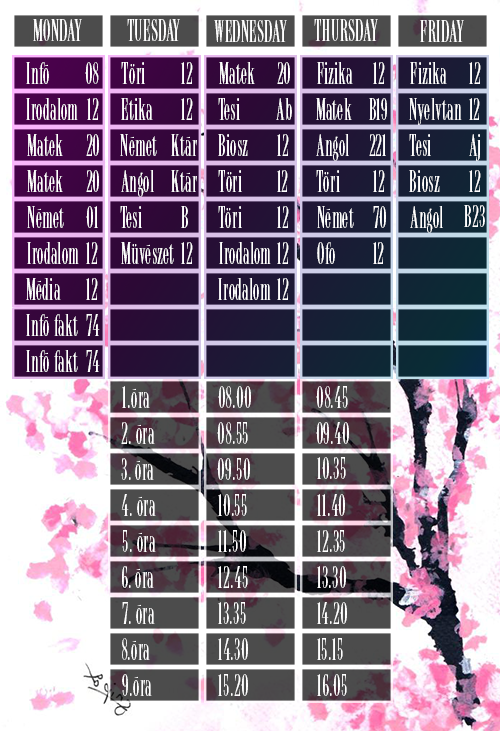 MONDAY TUESDAY WEDNESDAY THURSDAY FRIDAY
Infó 08 Töri 12 Matek 20 Fizika 12 Fizika 12
Irodalom 12 Etika 12 Tesi Ab Matek B19 Nyelvtan 12
Matek 20 Német Ktár Biosz 12 Angol 221 Tesi Aj
Matek 20 Angol Ktár Töri 12 Töri 12 Biosz 12
Német 01 Tesi B Töri 12 Német 70 Angol B23
Irodalom 12 Müvészet 12 Irodalom 12 Ofő 12
Média 12 Irodalom 12
Infó fakt 74
Infó fakt 74
1.óra 08.00 08.45
2. óra 08.55 09.40
3. óra 09.50 10.35
4. óra 10.55 11.40
5. óra 11.50 12.35
6. óra 12.45 13.30
7. óra 13.35 14.20
8.óra 14.30 15.15
9.óra 15.20 16.05